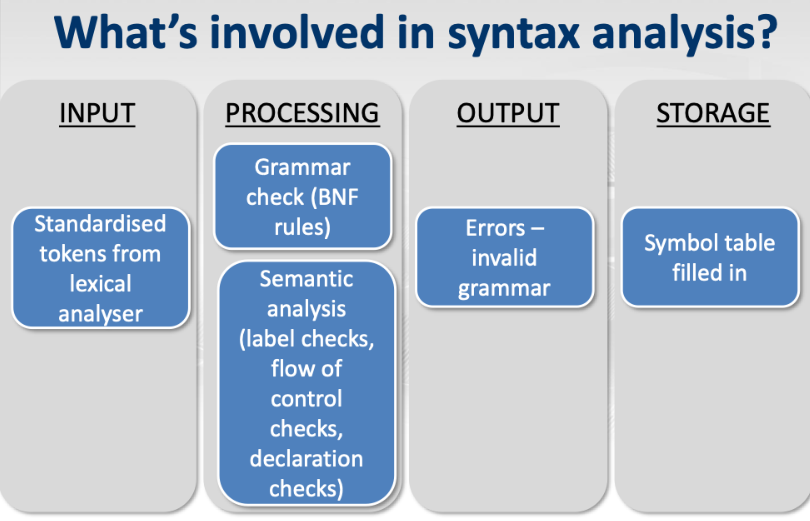 What's involved in syntax analysis?
INPUT
Standardised
tokens from
lexical
analyser
PROCESSING
Grammar
check (BNF
rules)
Semantic
analysis
(label checks,
flow of
control
checks,
declaration
checks)
OUTPUT
Errors –
invalid
grammar
STORAGE
Symbol table
filled in